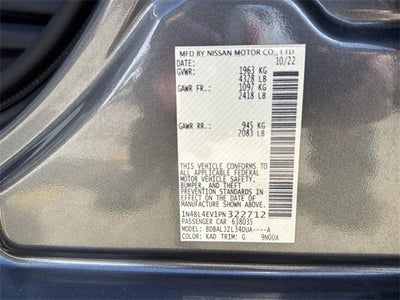 MFD BY NISSAN MOTOR CO., LTD
DATE: 10/22
GVWR: 1963 KG
4328 LB
GAWR FR.: 1097 KG
2418 LB
GAWR RR.: 945 KG
2083 LB
THIS VEHICLE CONFORMS TO
ALL APPLICABLE FEDERAL MOTOR
VEHICLE SAFETY, BUMPER, AND
THEFT PREVENTION STANDARDS
IN EFFECT ON THE DATE OF
MANUFACTURE SHOWN ABOVE.
1N4BL4EV1PN322712
PASSENGER CAR 638035
MODEL:
COLOR: KAD TRIM: G 9N00A